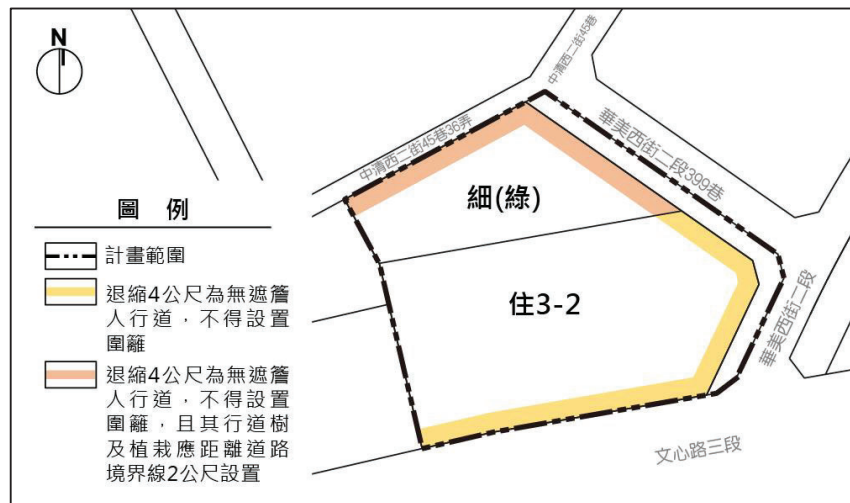 N
中清西二街45巷
中清西二街45巷36弄
華美西街二段399巷
細(綠)
圖 例
計畫範圍
住3-2
華美西街二段
退縮4公尺為無遮簷
人行道，不得設置
圍籬
退縮4公尺為無遮簷
人行道，不得設置
圍籬，且其行道樹
及植栽應距離道路
境界線2公尺設置
文心路三段